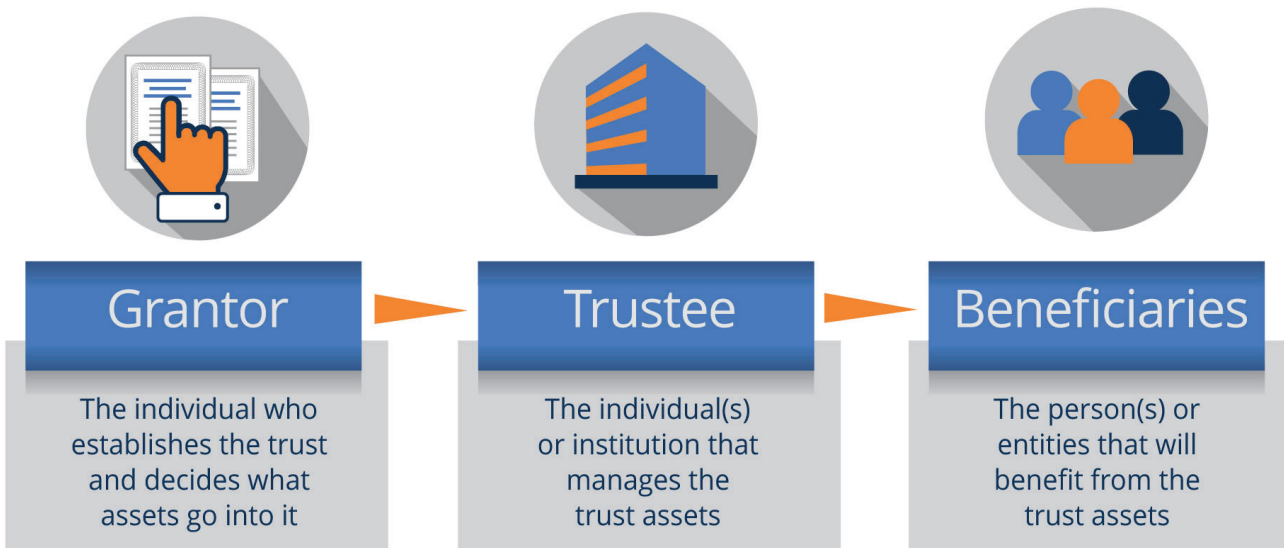 Grantor
The individual who
establishes the trust
and decides what
assets go into it
Trustee
The individual(s)
or institution that
manages the
trust assets
Beneficiaries
The person(s) or
entities that will
benefit from the
trust assets